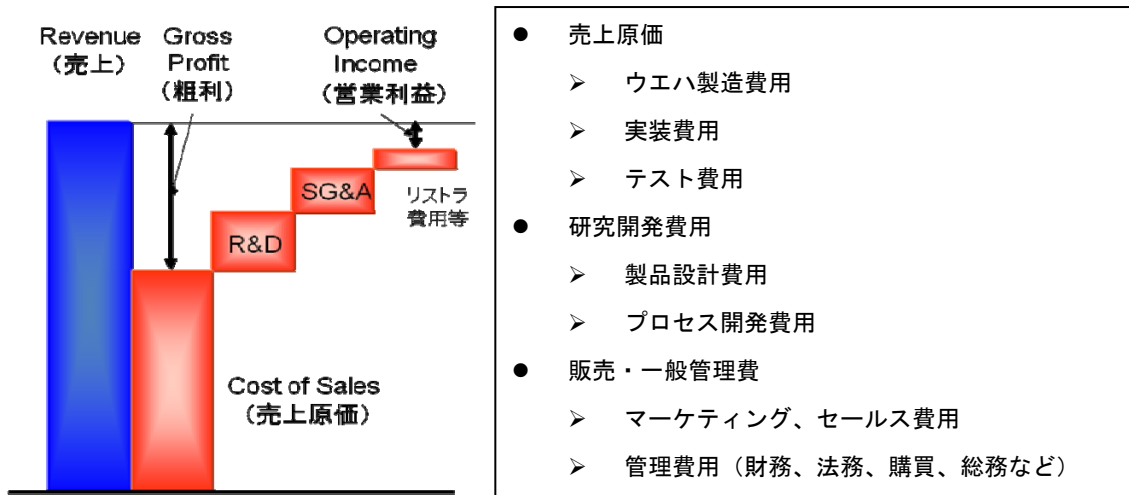 Revenue
(売上)
Gross
Profit
(粗利)
Operating
Income
(営業利益)
SG&A
リストラ
費用等
R&D
Cost of Sales
(売上原価)
● 売上原価
➢ ウエハ製造費用
➢ 実装費用
➢ テスト費用
● 研究開発費用
➢ 製品設計費用
➢ プロセス開発費用
● 販売・一般管理費
➢ マーケティング、セールス費用
➢ 管理費用（財務、法務、購買、総務など）